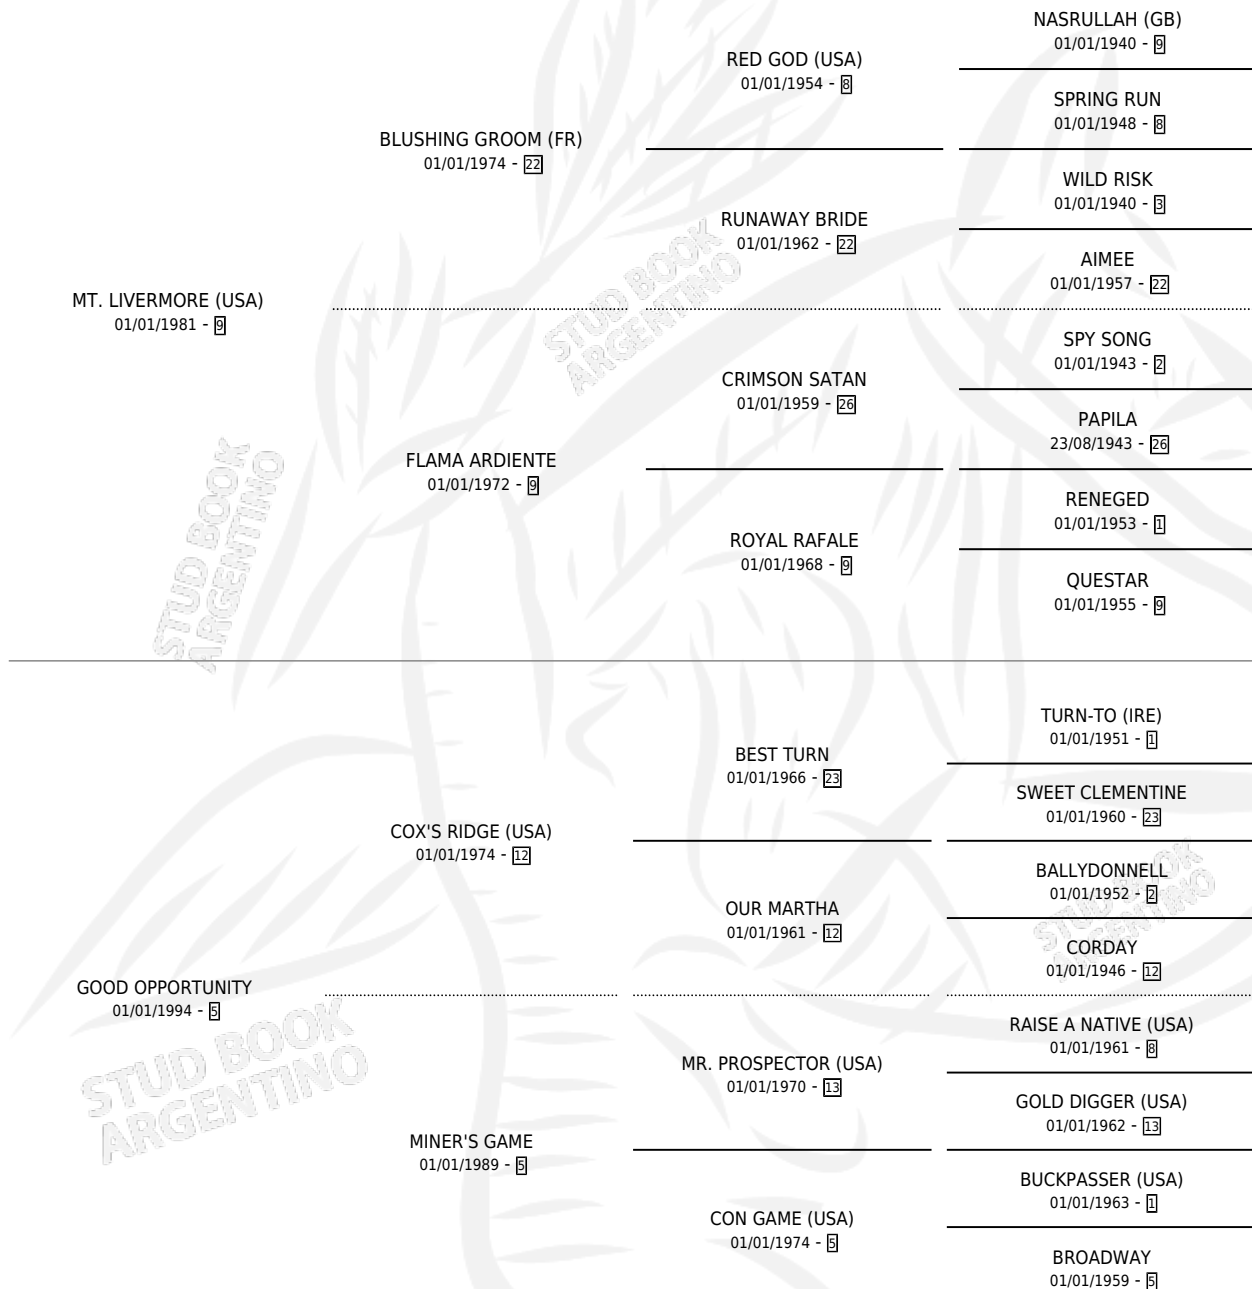 NASRULLAH (GB)
01/01/1940 - 9
RED GOD (USA)
01/01/1954 - 8
SPRING RUN
01/01/1948 - 8
BLUSHING GROOM (FR)
01/01/1974 - 22
WILD RISK
01/01/1940 - 3
RUNAWAY BRIDE
01/01/1962 - 22
AIMEE
01/01/1957 - 22
MT. LIVERMORE (USA)
01/01/1981 - 9
SPY SONG
01/01/1943 - 2
CRIMSON SATAN
01/01/1959 - 26
PAPILA
23/08/1943 - 26
FLAMA ARDIENTE
01/01/1972 - 9
RENEGED
01/01/1953 - 1
ROYAL RAFALE
01/01/1968 - 9
QUESTAR
01/01/1955 - 9
TURN-TO (IRE)
01/01/1951 - 1
BEST TURN
01/01/1966 - 23
SWEET CLEMENTINE
01/01/1960 - 23
COX'S RIDGE (USA)
01/01/1974 - 12
BALLYDONNELL
01/01/1952 - 2
OUR MARTHA
01/01/1961 - 12
CORDAY
01/01/1946 - 12
GOOD OPPORTUNITY
01/01/1994 - 5
RAISE A NATIVE (USA)
01/01/1961 - 8
MR. PROSPECTOR (USA)
01/01/1970 - 13
GOLD DIGGER (USA)
01/01/1962 - 13
MINER'S GAME
01/01/1989 - 5
BUCKPASSER (USA)
01/01/1963 - 1
CON GAME (USA)
01/01/1974 - 5
BROADWAY
01/01/1959 - 5
STUD BOOK
ARGENTINO
STUD BOOK
ARGENTINO
STUD BOOK
ARGENTINO
STUD BOOK
ARGENTINO